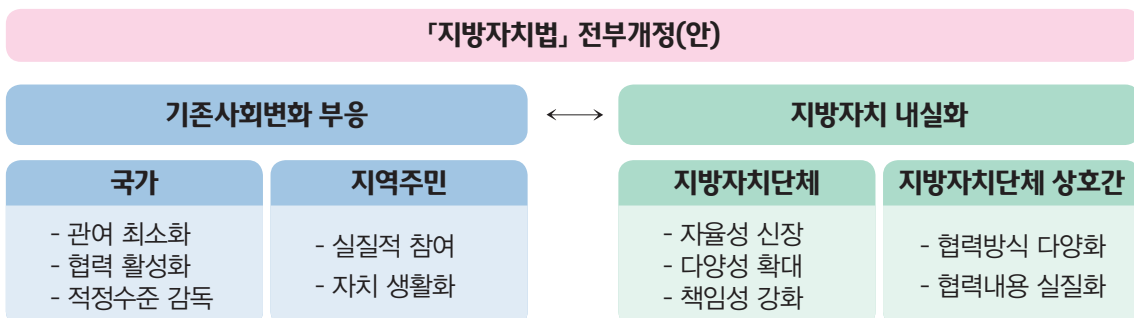 「지방자치법」 전부개정(안)
기존사회변화 부응 ⟷ 지방자치 내실화
국가
- 관여 최소화
- 협력 활성화
- 적정수준 감독
지역주민
- 실질적 참여
- 자치 생활화
지방자치단체
- 자율성 신장
- 다양성 확대
- 책임성 강화
지방자치단체 상호간
- 협력방식 다양화
- 협력내용 실질화